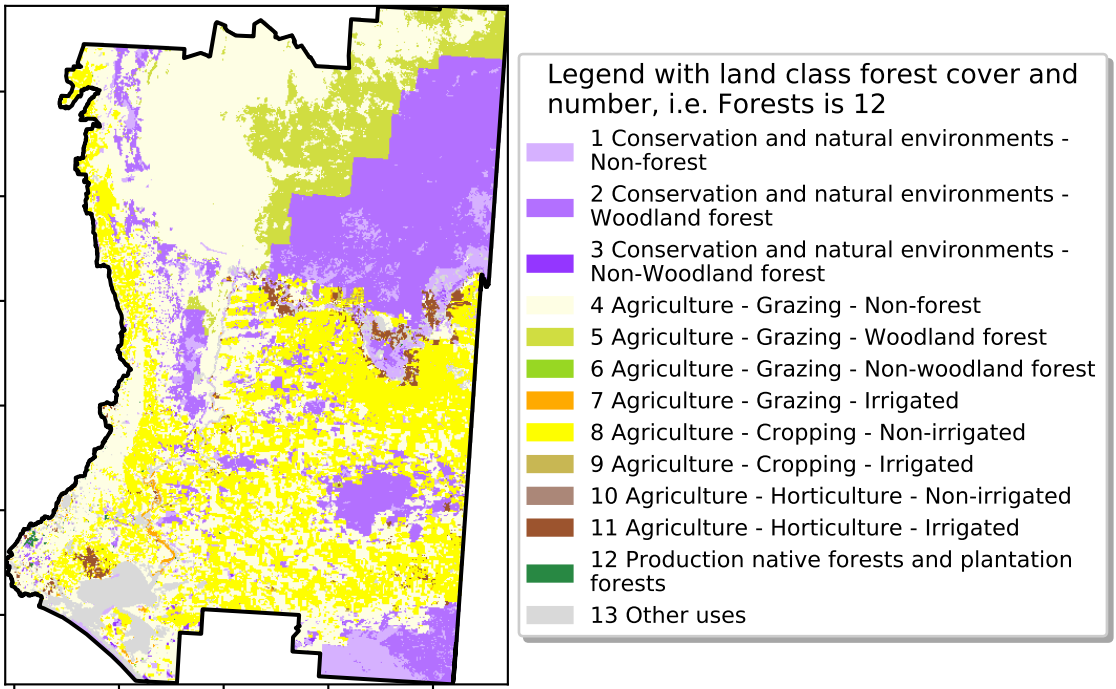 Legend with land class forest cover and
number, i.e. Forests is 12
1 Conservation and natural environments -
Non-forest
2 Conservation and natural environments -
Woodland forest
3 Conservation and natural environments -
Non-Woodland forest
4 Agriculture - Grazing - Non-forest
5 Agriculture - Grazing - Woodland forest
6 Agriculture - Grazing - Non-woodland forest
7 Agriculture - Grazing - Irrigated
8 Agriculture - Cropping - Non-irrigated
9 Agriculture - Cropping - Irrigated
10 Agriculture - Horticulture - Non-irrigated
11 Agriculture - Horticulture - Irrigated
12 Production native forests and plantation
forests
13 Other uses